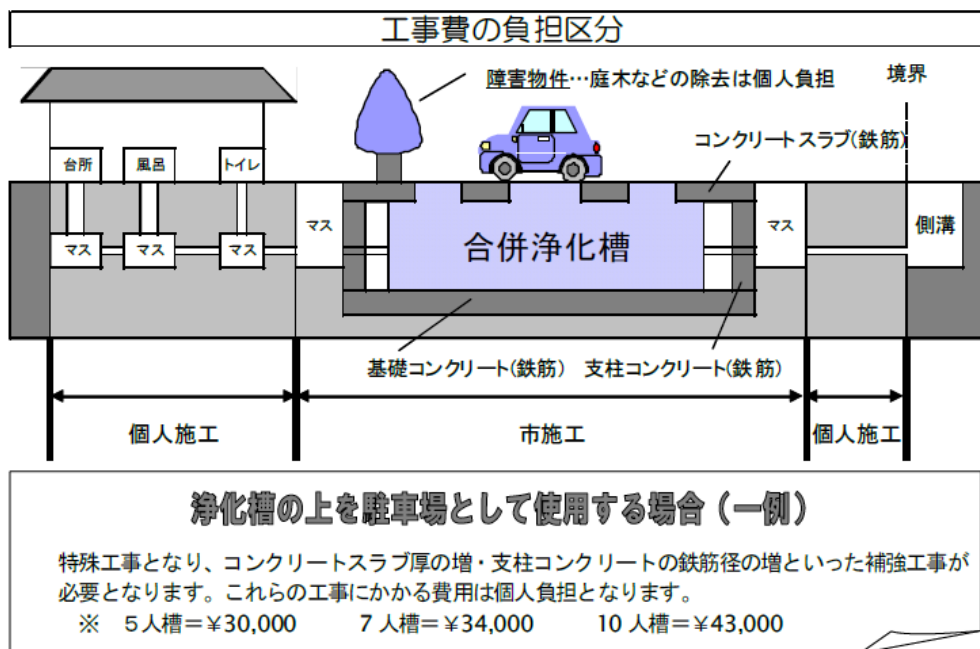 工事費の負担区分
障害物件…庭木などの除去は個人負担
境界
コンクリートスラブ(鉄筋)
台所
風呂
トイレ
マス
マス
マス
マス
合併浄化槽
マス
側溝
基礎コンクリート(鉄筋)
支柱コンクリート(鉄筋)
個人施工
市施工
個人施工
浄化槽の上を駐車場として使用する場合(一例)
特殊工事となり、コンクリートスラブ厚の増・支柱コンクリートの鉄筋径の増といった補強工事が
必要となります。これらの工事にかかる費用は個人負担となります。
※ 5人槽=¥30,000 7人槽=¥34,000 10人槽=¥43,000